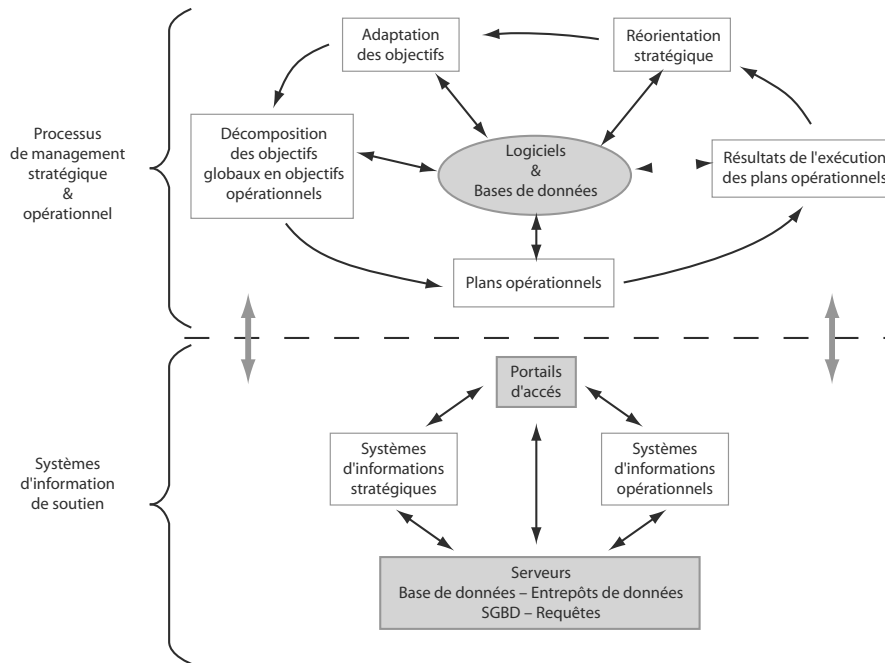 Adaptation
des objectifs
Réorientation
stratégique
Processus
de management
stratégique
&
opérationnel
Décomposition
des objectifs
globaux en objectifs
opérationnels
Logiciels
&
Bases de données
Résultats de l'exécution
des plans opérationnels
Plans opérationnels
Portails
d'accés
Systèmes
d'information
de soutien
Systèmes
d'informations
stratégiques
Systèmes
d'informations
opérationnels
Serveurs
Base de données – Entrepôts de données
SGBD – Requêtes